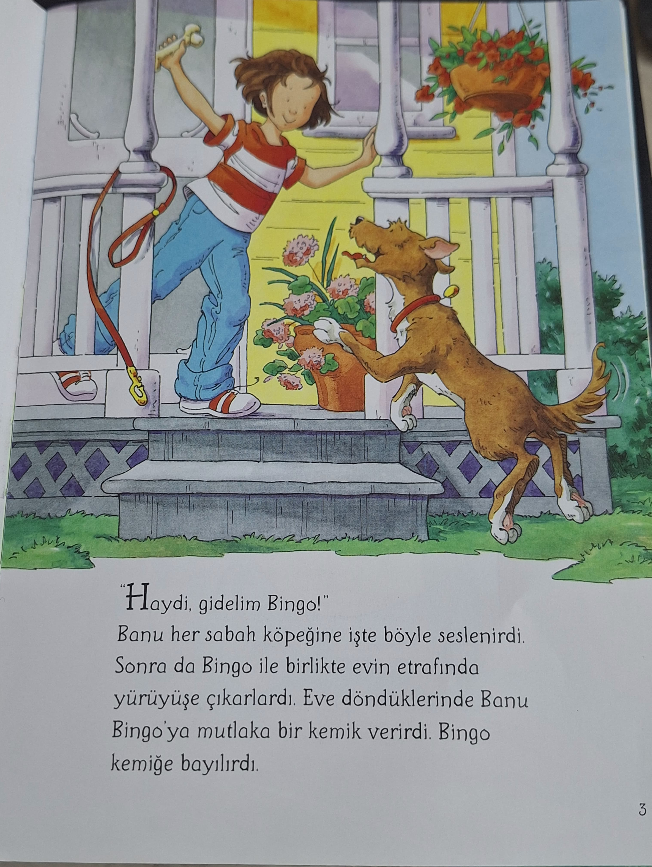 "Haydi, gidelim Bingo!"
Banu her sabah köpeğine işte böyle seslenirdi.
Sonra da Bingo ile birlikte evin etrafında
yürüyüşe çıkarlardı. Eve döndüklerinde Banu
Bingo'ya mutlaka bir kemik verirdi. Bingo
kemiğe bayılırdı.
3